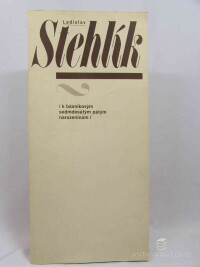 Ladislav
Stehlík
i k básníkovým
sedmdesátým pátým
narozeninám i